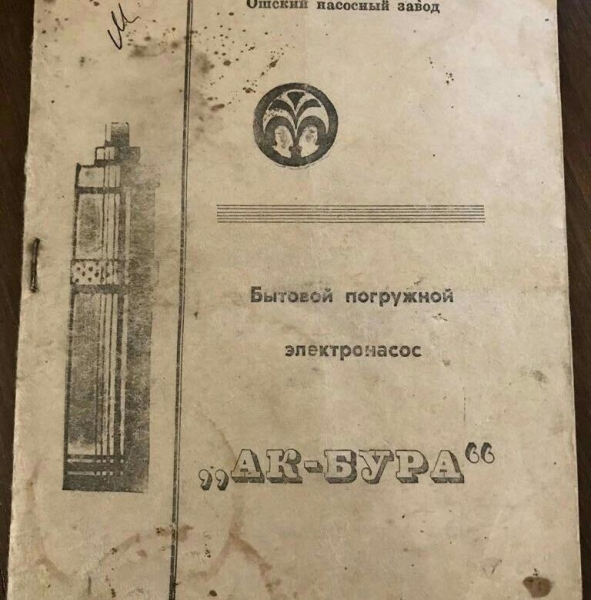 Ошский насосный завод
Бытовой погружной
электронасос
„АК-БУРА“